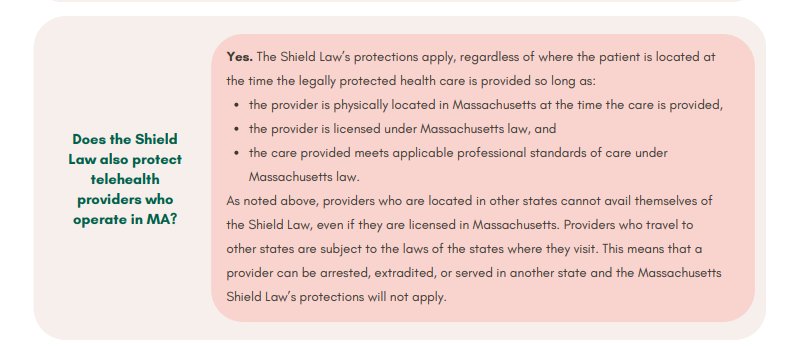 Does the Shield
Law also protect
telehealth
providers who
operate in MA?
Yes. The Shield Law's protections apply, regardless of where the patient is located at
the time the legally protected health care is provided so long as:
• the provider is physically located in Massachusetts at the time the care is provided,
• the provider is licensed under Massachusetts law, and
• the care provided meets applicable professional standards of care under
Massachusetts law.
As noted above, providers who are located in other states cannot avail themselves of
the Shield Law, even if they are licensed in Massachusetts. Providers who travel to
other states are subject to the laws of the states where they visit. This means that a
provider can be arrested, extradited, or served in another state and the Massachusetts
Shield Law's protections will not apply.